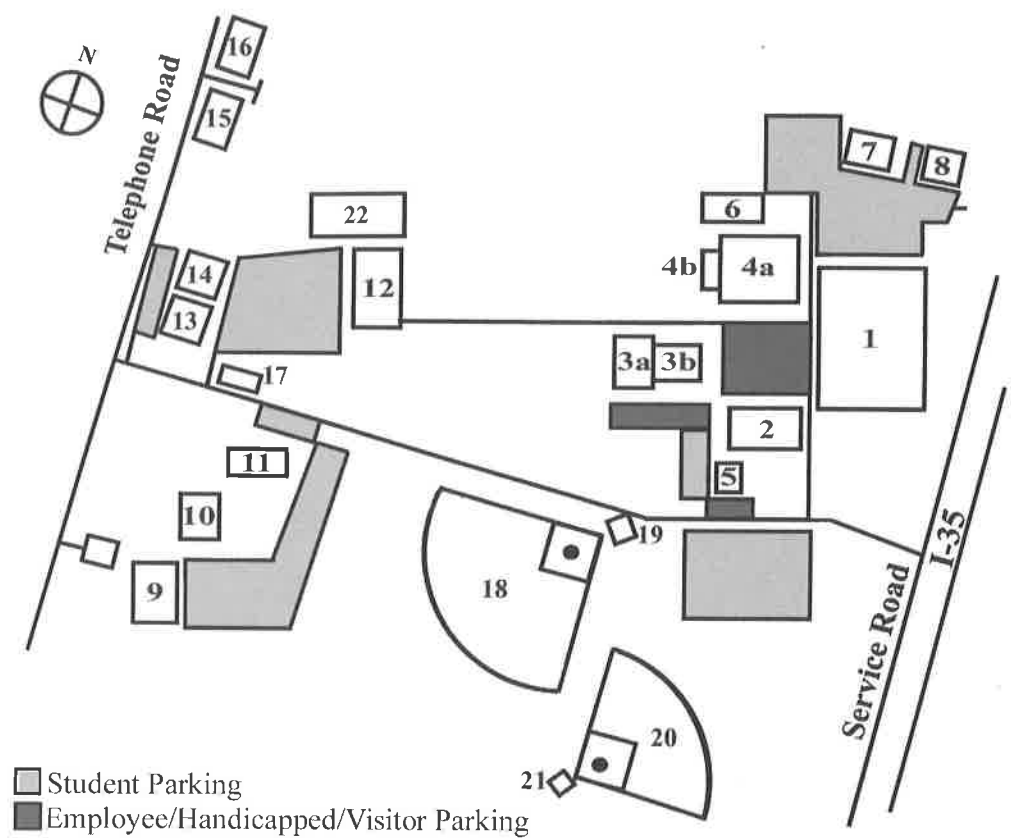 16
N
15
Telephone Road
7
8
22
6
14
4b
4a
12
13
1
3a
3b
17
2
11
5
10
19
I-35
9
18
Service Road
20
21
Student Parking
Employee/Handicapped/Visitor Parking